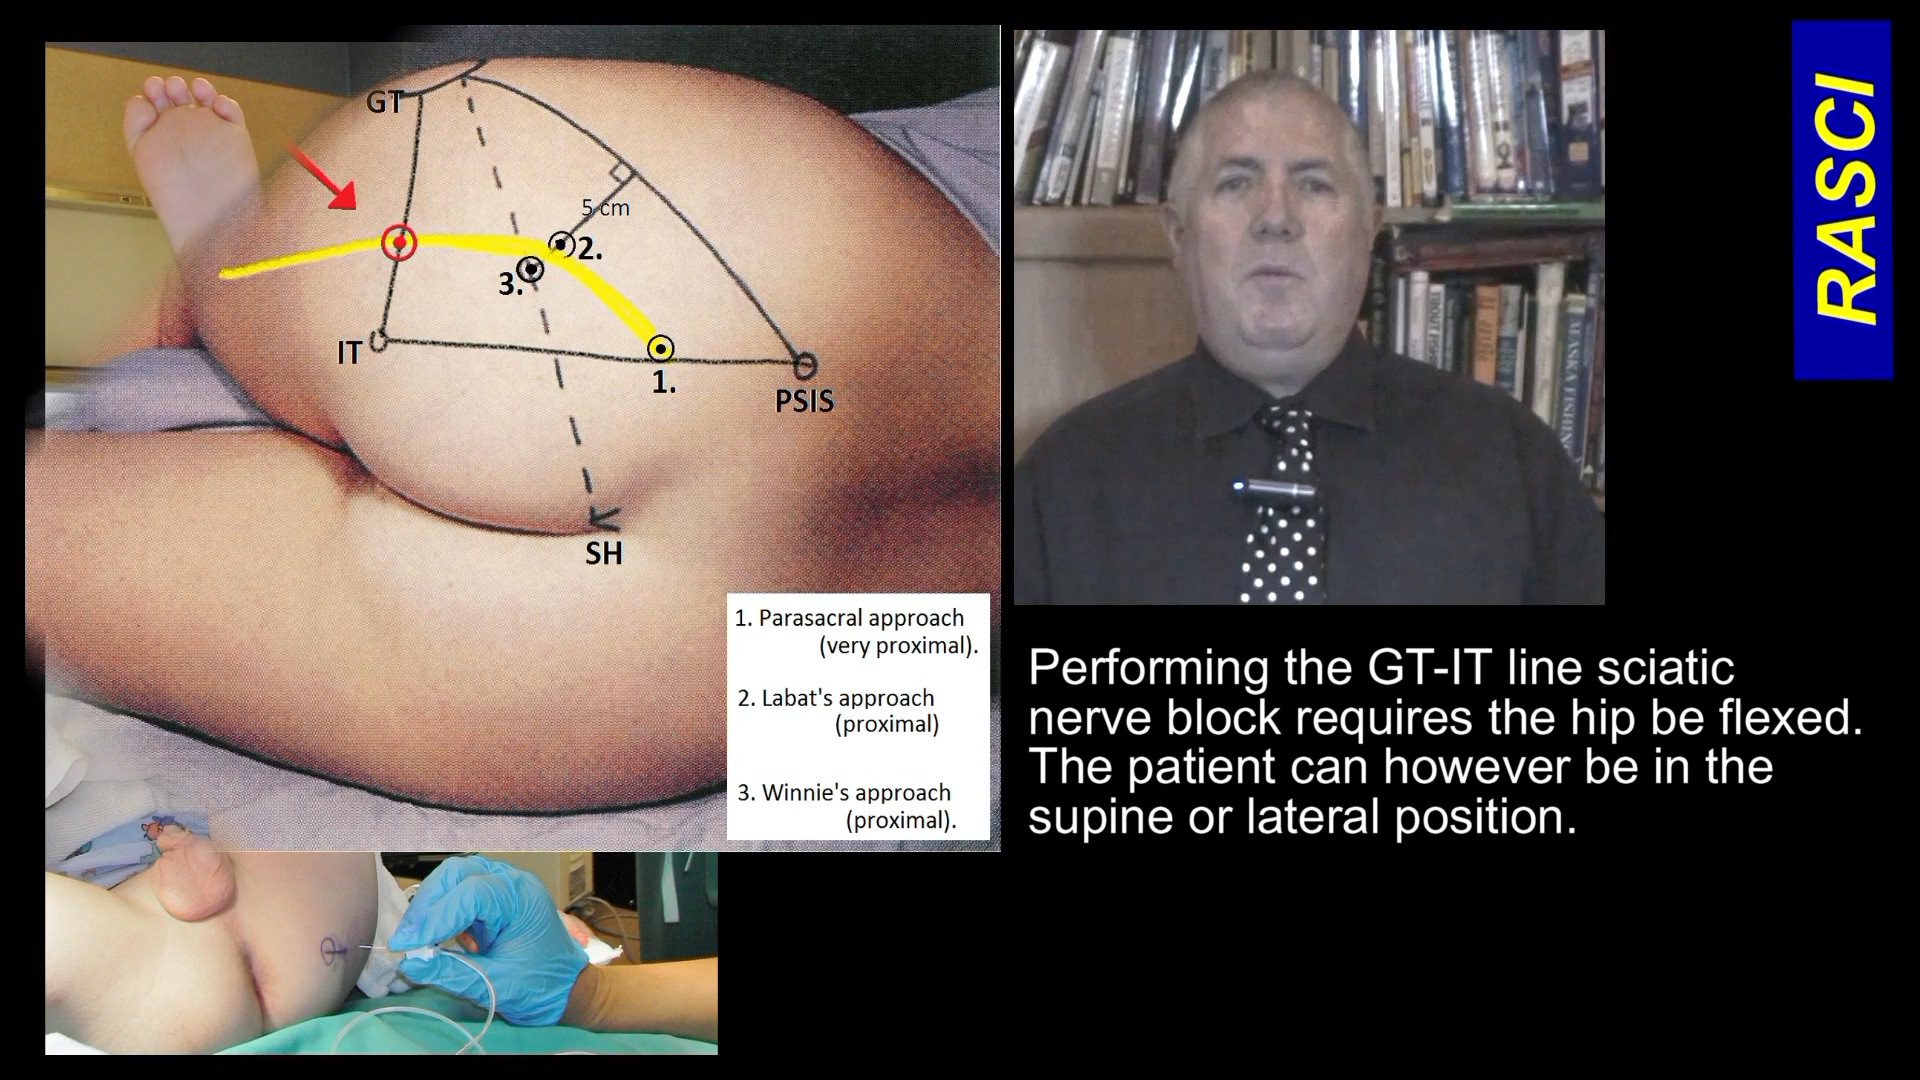 GT
5 cm
2.
3.
IT
1.
PSIS
SH
1. Parasacral approach
(very proximal).
2. Labat's approach
(proximal)
3. Winnie's approach
(proximal).
RASCI
Performing the GT-IT line sciatic
nerve block requires the hip be flexed.
The patient can however be in the
supine or lateral position.